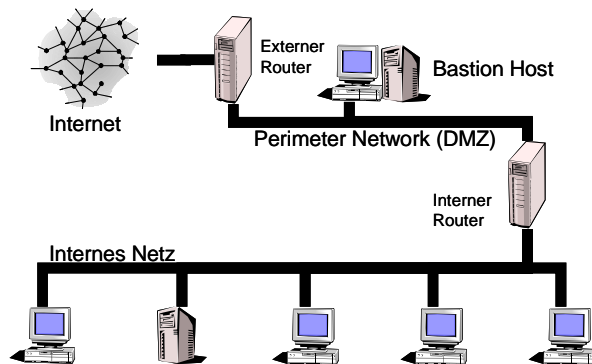 Externer
Router
Bastion Host
Internet
Perimeter Network (DMZ)
Interner
Router
Internes Netz